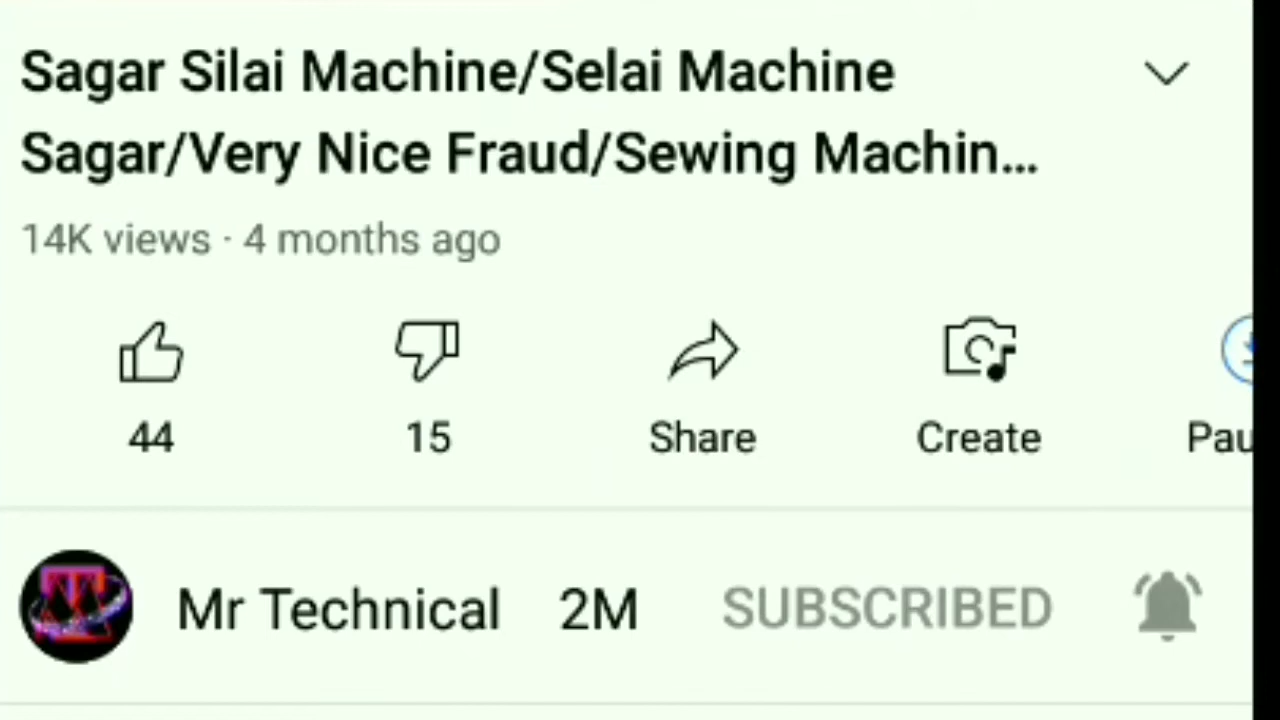 Sagar Silai Machine/Selai Machine
Sagar/Very Nice Fraud/Sewing Machin...
14K views · 4 months ago
44 15 Share Create Pau
Mr Technical 2M SUBSCRIBED